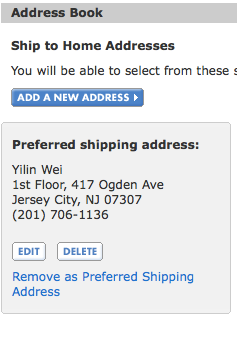 Address Book
Ship to Home Addresses
You will be able to select from these
ADD A NEW ADDRESS
Preferred shipping address:
Yilin Wei
1st Floor, 417 Ogden Ave
Jersey City, NJ 07307
(201) 706-1136
EDIT DELETE
Remove as Preferred Shipping
Address